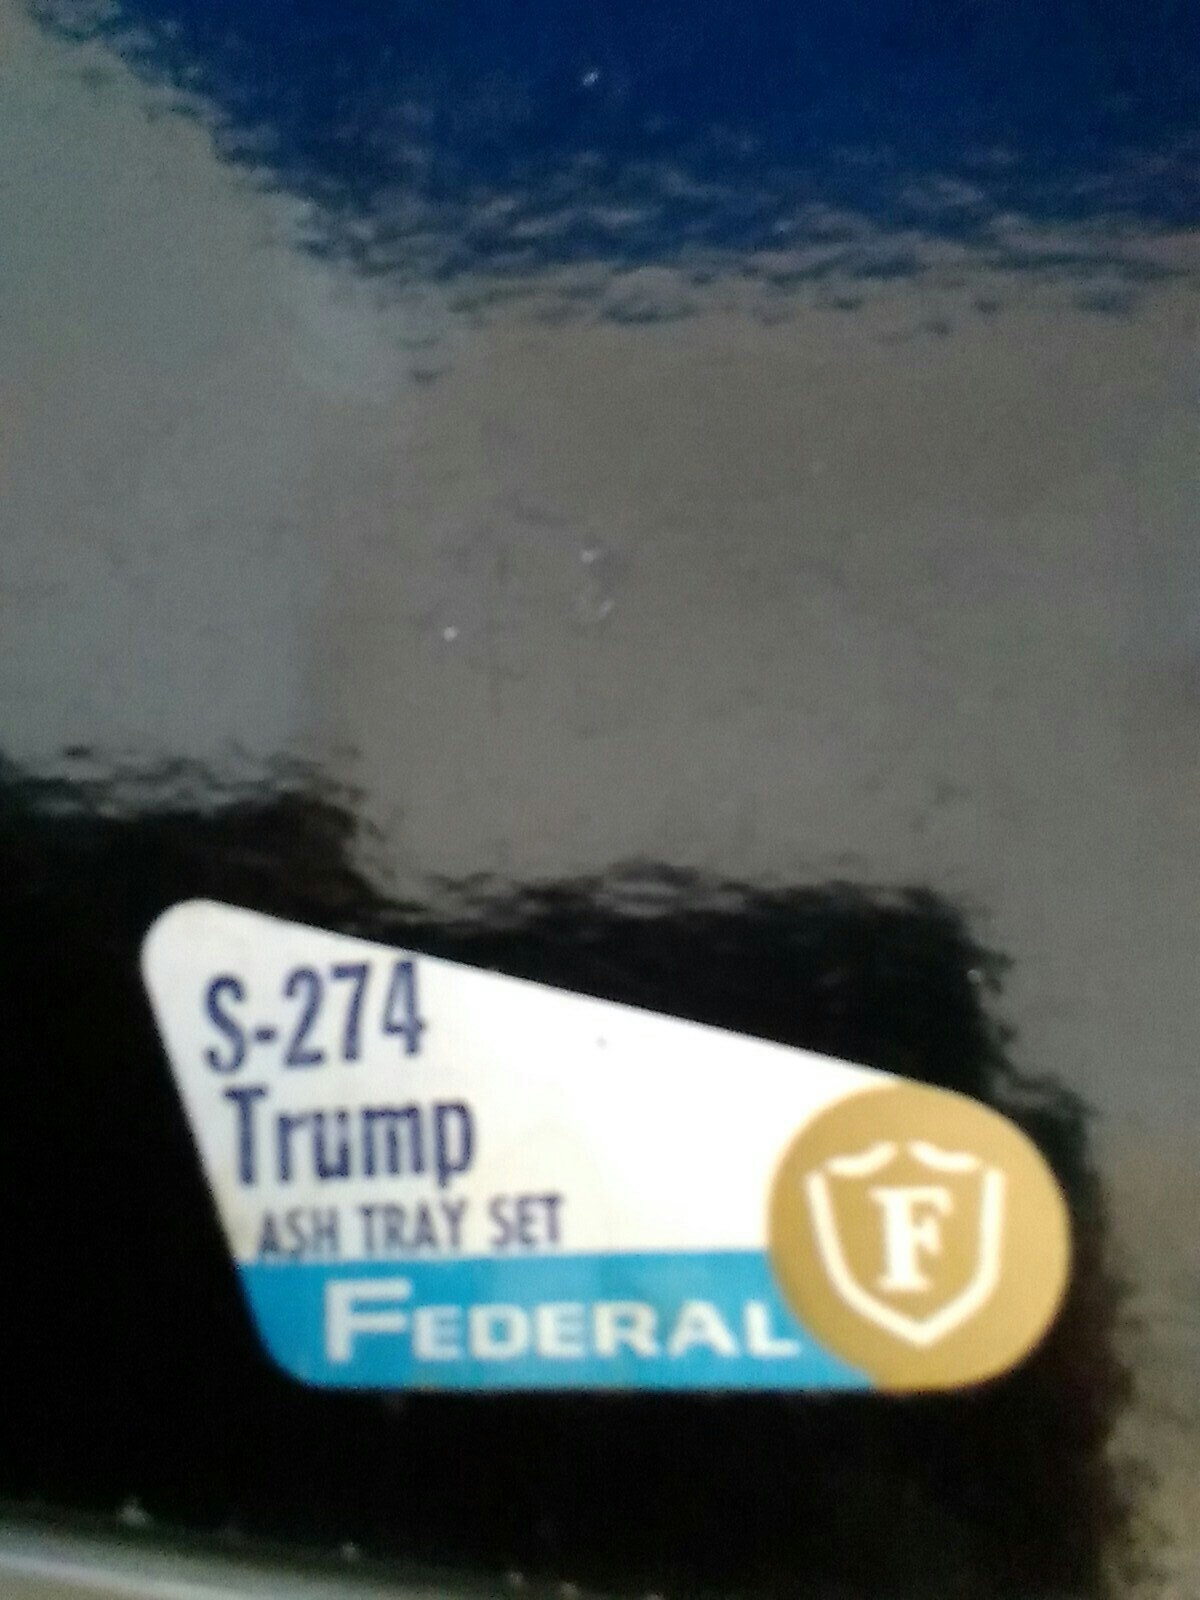 S-274
Trump
ASH TRAY SET
FEDERAL
F